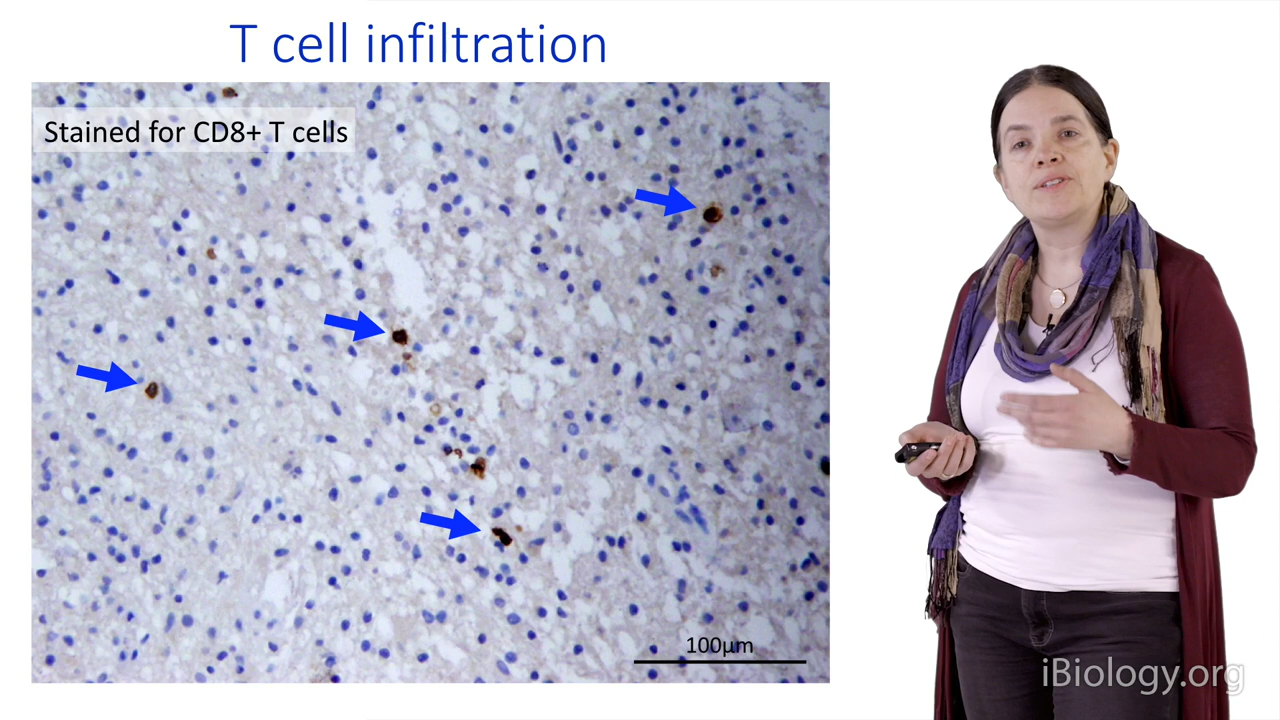 T cell infiltration
Stained for CD8+ T cells
100µm
iBiology.org